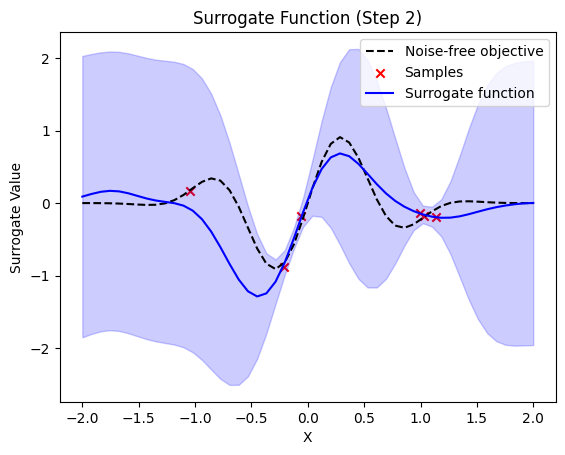 Surrogate Function (Step 2)
Noise-free objective
Samples
Surrogate function
Surrogate Value
2
1
0
−1
−2
−2.0 −1.5 −1.0 −0.5 0.0 0.5 1.0 1.5 2.0
X